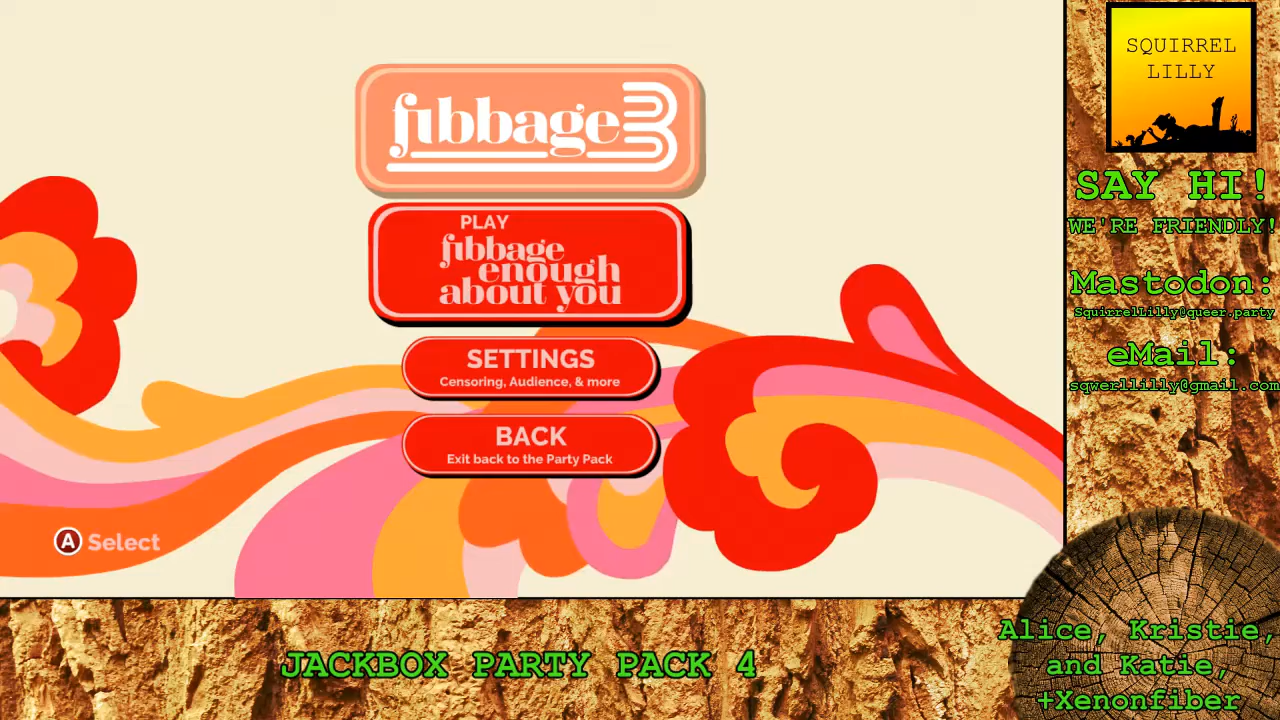 fibbage 3
PLAY
fibbage
enough
about you
SETTINGS
Censoring, Audience, & more
BACK
Exit back to the Party Pack
A Select
SQUIRREL
LILLY
SAY HI!
WE'RE FRIENDLY!
Mastodon:
SquirrelLilly@queer.party
eMail:
sqwerllilly@gmail.com
JACKBOX PARTY PACK 4
Alice, Kristie,
and Katie,
+Xenonfiber